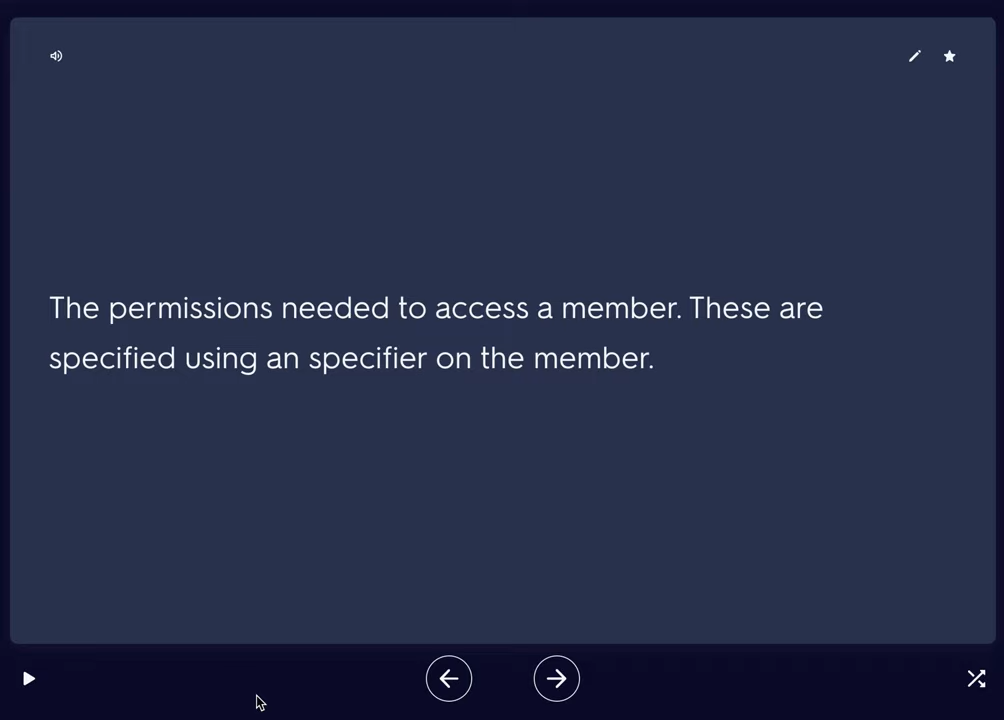 The permissions needed to access a member. These are
specified using an specifier on the member.